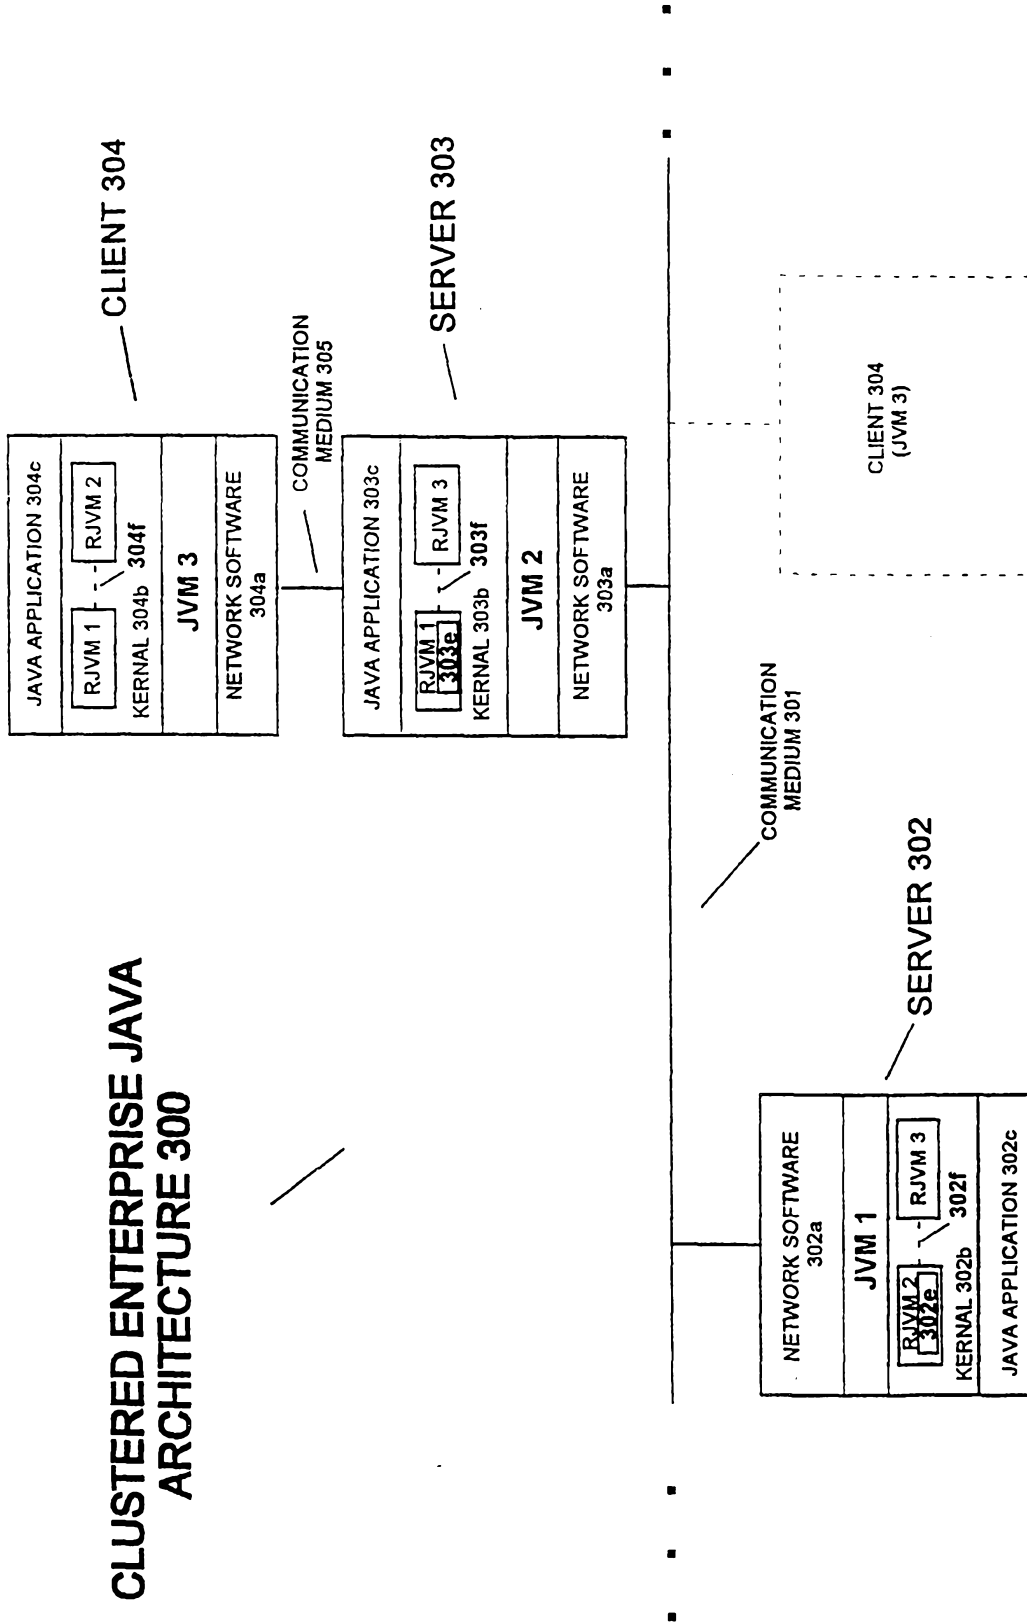 CLUSTERED ENTERPRISE JAVA
ARCHITECTURE 300
JAVA APPLICATION 304c
RJVM 1
RJVM 2
304f
KERNAL 304b
JVM 3
NETWORK SOFTWARE
304a
CLIENT 304
COMMUNICATION
MEDIUM 305
JAVA APPLICATION 303c
RJVM 1
303e
RJVM 3
303f
KERNAL 303b
JVM 2
NETWORK SOFTWARE
303a
SERVER 303
COMMUNICATION
MEDIUM 301
NETWORK SOFTWARE
302a
JVM 1
RJVM 2
302e
RJVM 3
302f
KERNAL 302b
JAVA APPLICATION 302c
SERVER 302
CLIENT 304
(JVM 3)